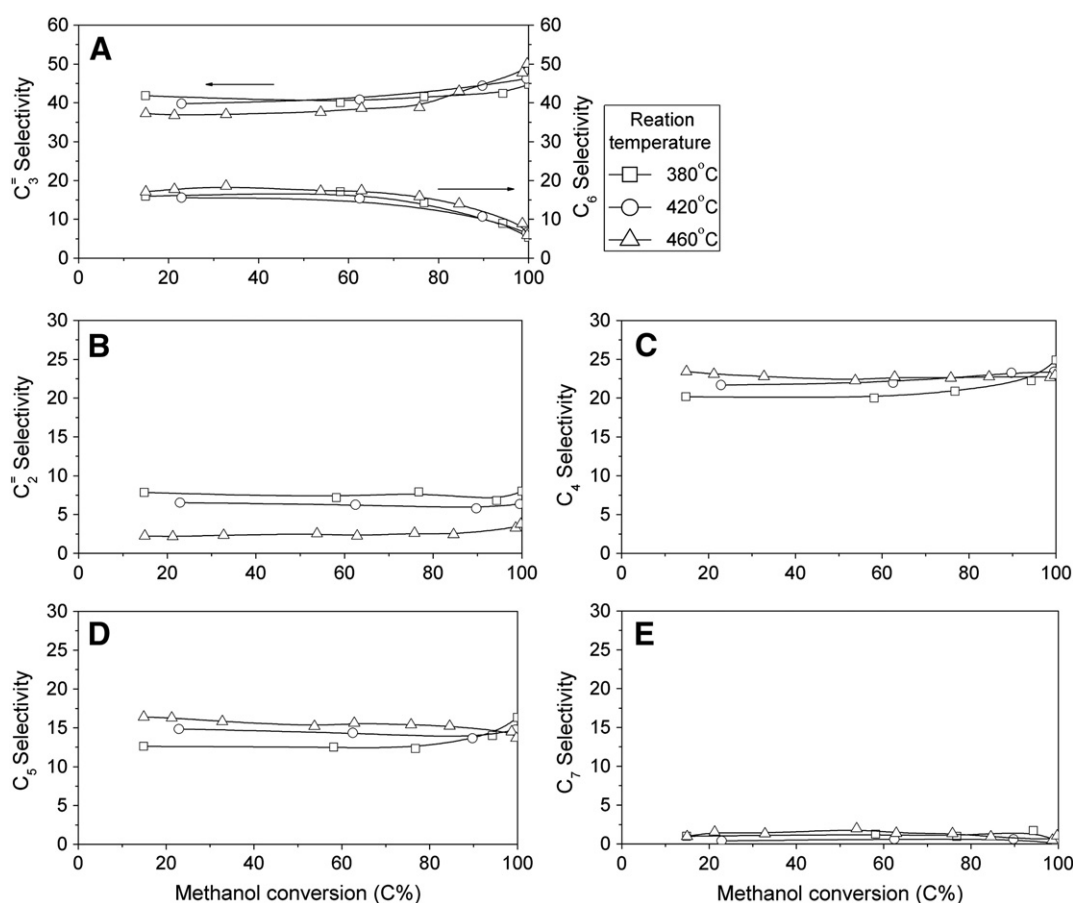 A
C₃⁼ Selectivity
60
50
40
30
20
10
0
60
50
40
30
20
10
0
C₆ Selectivity
0 20 40 60 80 100
Reation
temperature
380°C
420°C
460°C
B
C₂⁼ Selectivity
30
25
20
15
10
5
0
0 20 40 60 80 100
C
C₄ Selectivity
30
25
20
15
10
5
0
0 20 40 60 80 100
D
C₅ Selectivity
30
25
20
15
10
5
0
0 20 40 60 80 100
Methanol conversion (C%)
E
C₇ Selectivity
30
25
20
15
10
5
0
0 20 40 60 80 100
Methanol conversion (C%)